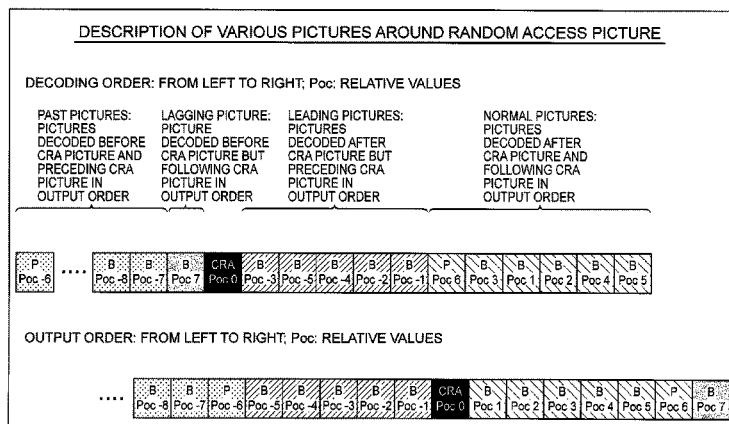 DESCRIPTION OF VARIOUS PICTURES AROUND RANDOM ACCESS PICTURE
DECODING ORDER: FROM LEFT TO RIGHT; Poc: RELATIVE VALUES
PAST PICTURES:
PICTURES
DECODED BEFORE
CRA PICTURE AND
PRECEDING CRA
PICTURE IN
OUTPUT ORDER
LAGGING PICTURE:
PICTURE
DECODED BEFORE
CRA PICTURE BUT
FOLLOWING CRA
PICTURE IN
OUTPUT ORDER
LEADING PICTURES:
PICTURES
DECODED AFTER
CRA PICTURE BUT
PRECEDING CRA
PICTURE IN
OUTPUT ORDER
NORMAL PICTURES:
PICTURES
DECODED AFTER
CRA PICTURE AND
FOLLOWING CRA
PICTURE IN
OUTPUT ORDER
P B B B CRA B B B B B P B B B B B
Poc -6 .... Poc -8 Poc -7 Poc 7 Poc 0 Poc -3 Poc -5 Poc -4 Poc -2 Poc -1 Poc 6 Poc 3 Poc 1 Poc 2 Poc 4 Poc 5
OUTPUT ORDER: FROM LEFT TO RIGHT; Poc: RELATIVE VALUES
B B P B B B B B CRA B B B B B P B
.... Poc -8 Poc -7 Poc -6 Poc -5 Poc -4 Poc -3 Poc -2 Poc -1 Poc 0 Poc 1 Poc 2 Poc 3 Poc 4 Poc 5 Poc 6 Poc 7